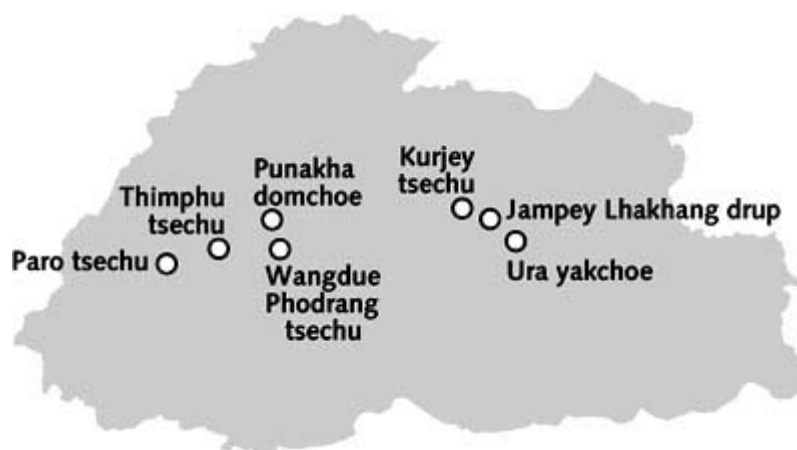 Punakha
domchoe
Thimphu
tsechu
Paro tsechu
Wangdue
Phodrang
tsechu
Kurjey
tsechu
Jampey Lhakhang drup
Ura yakchoe